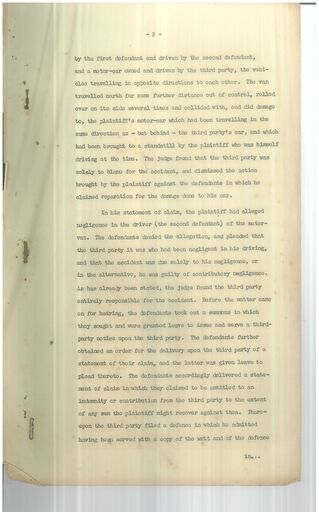 - 2 -
by the first defendant and driven by the second defendant,
and a motor-car owned and driven by the third party, the vehi-
cles travelling in opposite directions to each other. The van
travelled north for some further distance out of control, rolled
over on its side several times and collided with, and did damage
to, the plaintiff's motor-car which had been travelling in the
same direction as - but behind - the third party's car, and which
had been brought to a standstill by the plaintiff who was himself
driving at the time. The judge found that the third party was
solely to blame for the accident, and dismissed the action
brought by the plaintiff against the defendants in which he
claimed reparation for the damage done to his car.
In his statement of claim, the plaintiff had alleged
negligence in the driver (the second defendant) of the motor-
van. The defendants denied the allegation, and pleaded that
the third party it was who had been negligent in his driving,
and that the accident was due solely to his negligence, or
in the alternative, he was guilty of contributory negligence.
As has already been stated, the judge found the third party
entirely responsible for the accident. Before the matter came
on for hearing, the defendants took out a summons in which
they sought and were granted leave to issue and serve a third-
party notice upon the third party. The defendants further
obtained an order for the delivery upon the third party of a
statement of their claim, and the latter was given leave to
plead thereto. The defendants accordingly delivered a state-
ment of claim in which they claimed to be entitled to an
indemnity or contribution from the third party to the extent
of any sum the plaintiff might recover against them. There-
upon the third party filed a defence in which he admitted
having been served with a copy of the writ and of the defence
in...